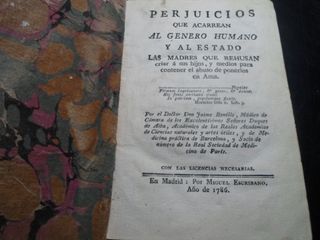 PERJUICIOS
QUE ACARREAN
AL GENERO HUMANO
Y AL ESTADO
LAS MADRES QUE REHUSAN
criar á sus hijos, y medios para
contener el abuso de ponerlos
en Ama.
Por el Doctor Don Jaime Bonells, Médico de
Cámara de los Excelentísimos Señores Duques
de Alba, Académico de las Reales Academias de
Ciencias naturales y artes útiles, y de Me-
dicina práctica de Barcelona, y Socio de
número de la Real Sociedad de Medi-
cina de París.
CON LAS LICENCIAS NECESARIAS.
En Madrid: Por MIGUEL ESCRIBANO,
Año de 1786.